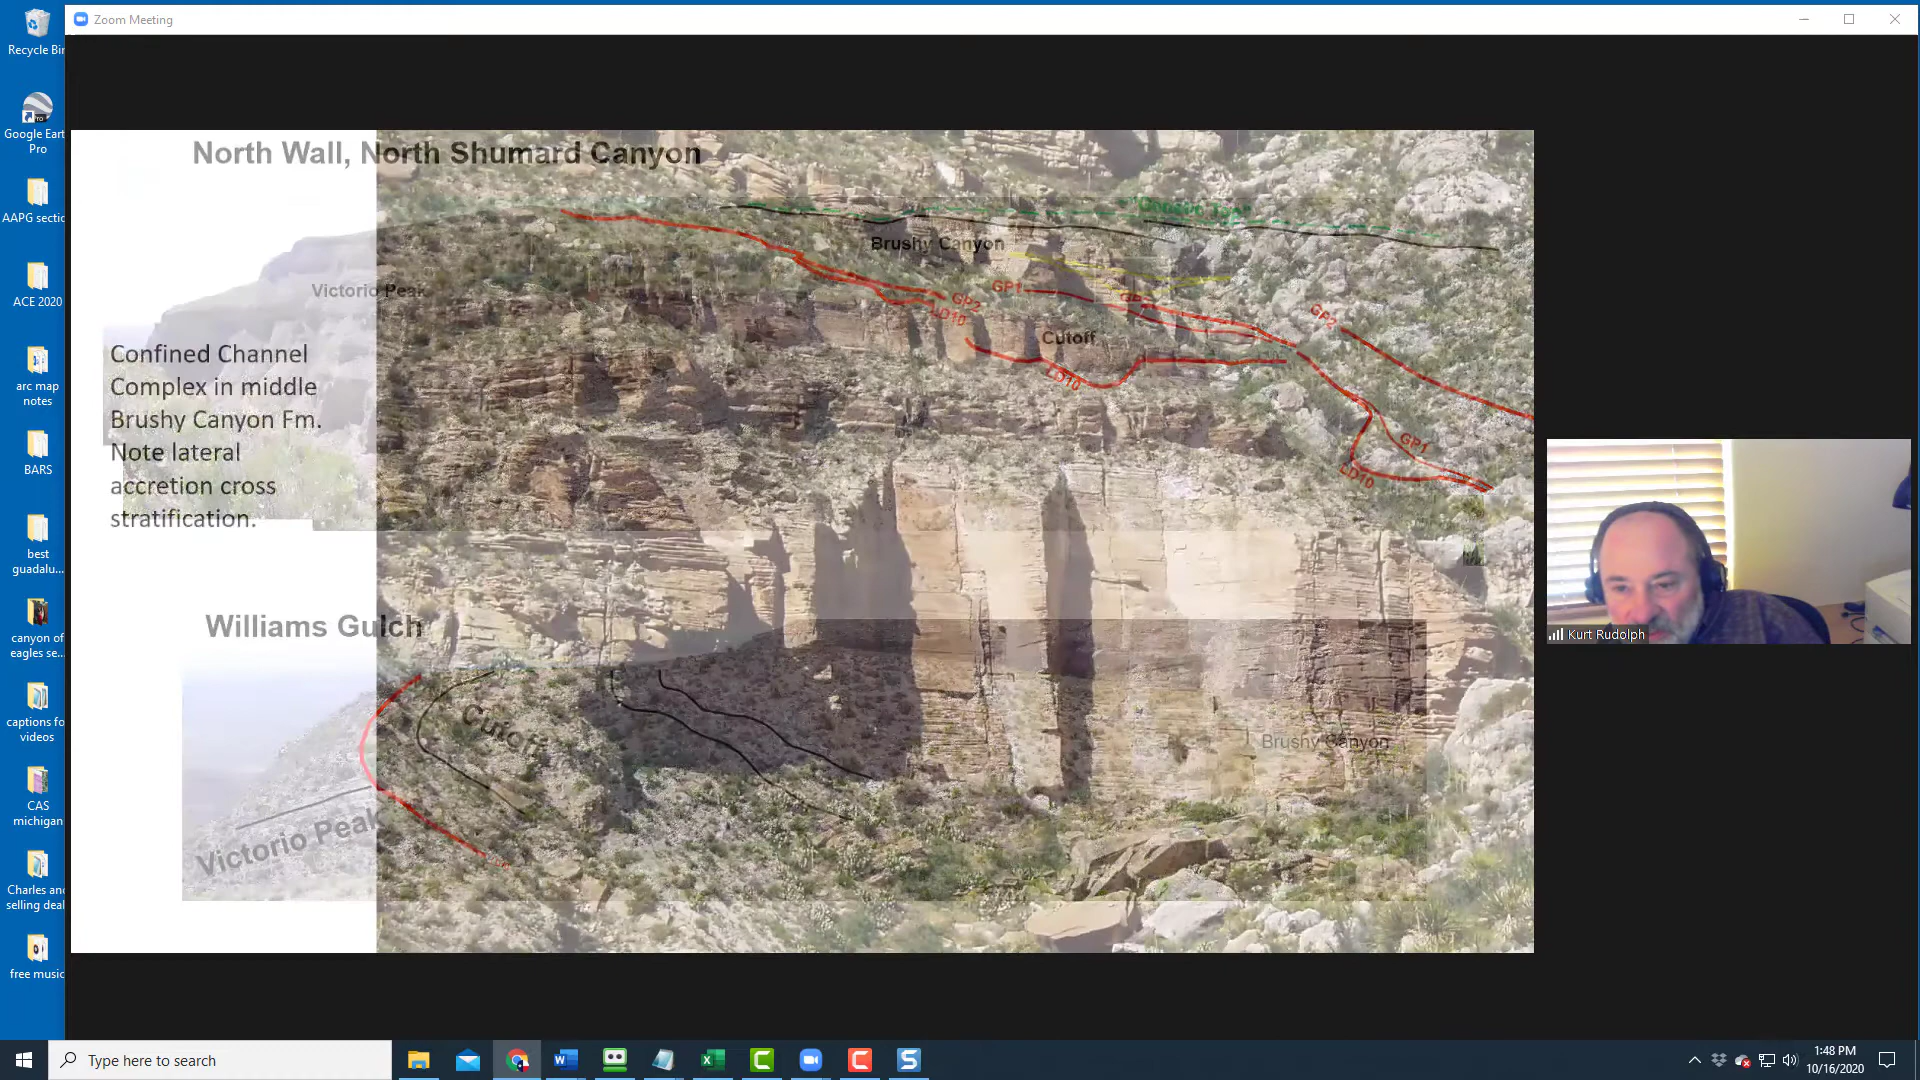 Zoom Meeting
Recycle Bin
Google Eart
Pro
AAPG sectio
ACE 2020
arc map
notes
BARS
best
guadalu...
canyon of
eagles se...
captions fo
videos
CAS
michigan
Charles and
selling deal
free music
North Wall, North Shumard Canyon
Brushy Canyon
Victorio Peak
GP2
GP1
GP2
LD10
Cutoff
LD10
GP1
LD10
Confined Channel
Complex in middle
Brushy Canyon Fm.
Note lateral
accretion cross
stratification.
Williams Gulch
Cutoff
Brushy Canyon
Victorio Peak
Kurt Rudolph
Type here to search
1:48 PM
10/16/2020